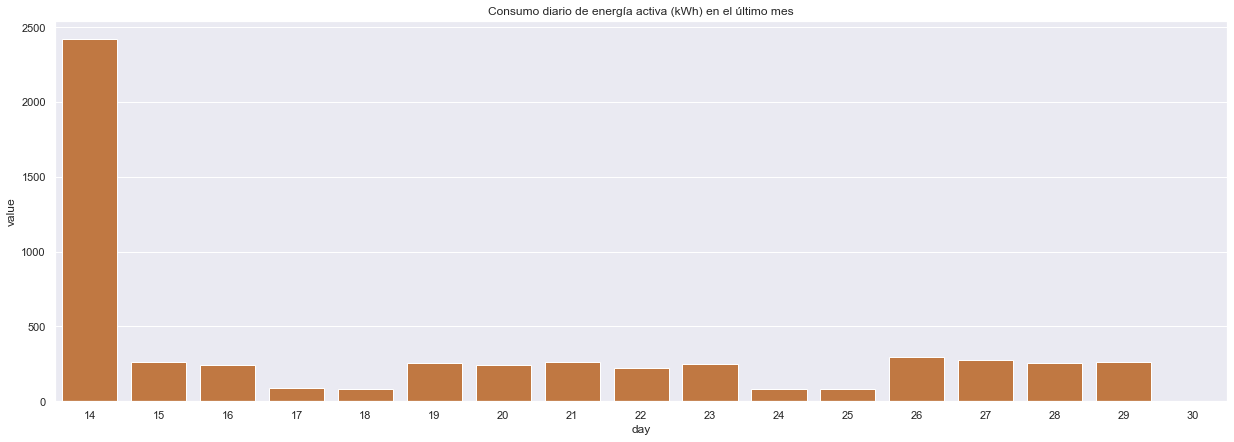 Consumo diario de energía activa (kWh) en el último mes
2500
2000
1500
1000
500
0
value
14 15 16 17 18 19 20 21 22 23 24 25 26 27 28 29 30
day